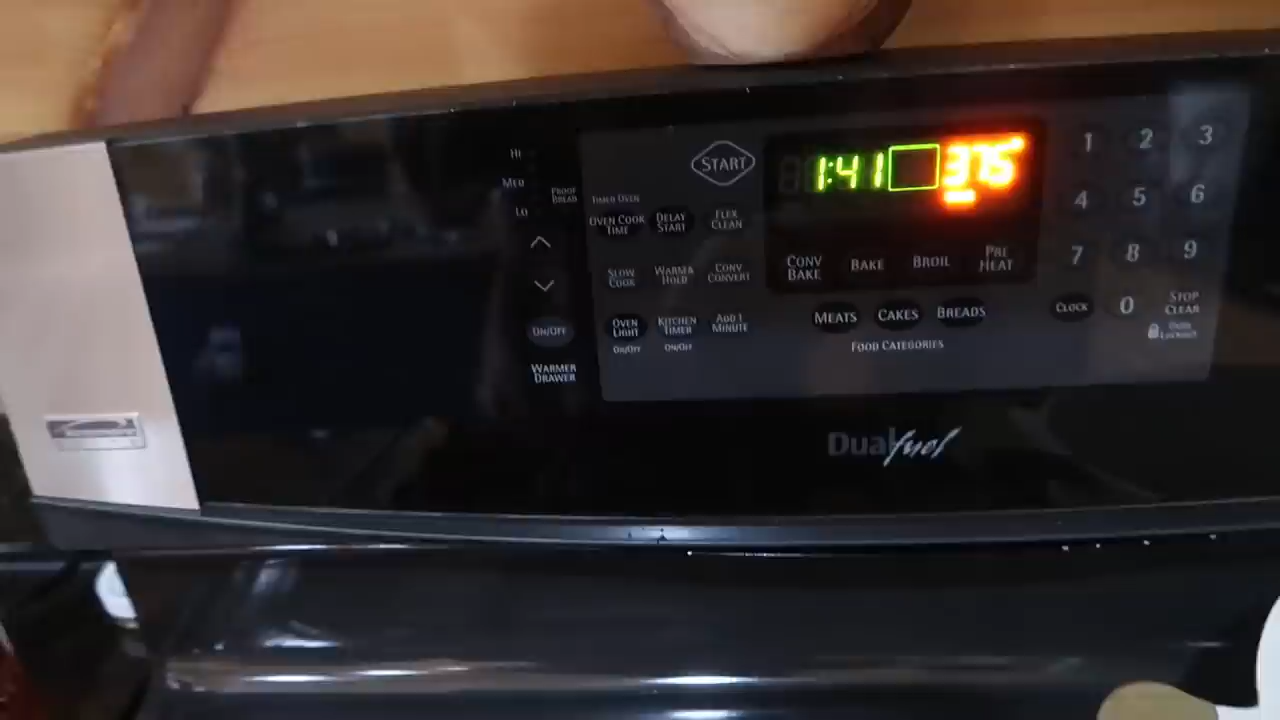 HI
MED
LO
PROOF
BREAD
START
1:41 375°
1 2 3
TIMED OVEN
OVEN COOK
TIME
DELAY
START
FLEX
CLEAN
4 5 6
SLOW
COOK
WARM &
HOLD
CONV
CONVERT
CONV
BAKE
BAKE
BROIL
PRE
HEAT
7 8 9
ON/OFF
WARMER
DRAWER
OVEN
LIGHT
ON/OFF
KITCHEN
TIMER
ON/OFF
ADD 1
MINUTE
MEATS CAKES BREADS
FOOD CATEGORIES
CLOCK
0
STOP
CLEAR
Dualfuel